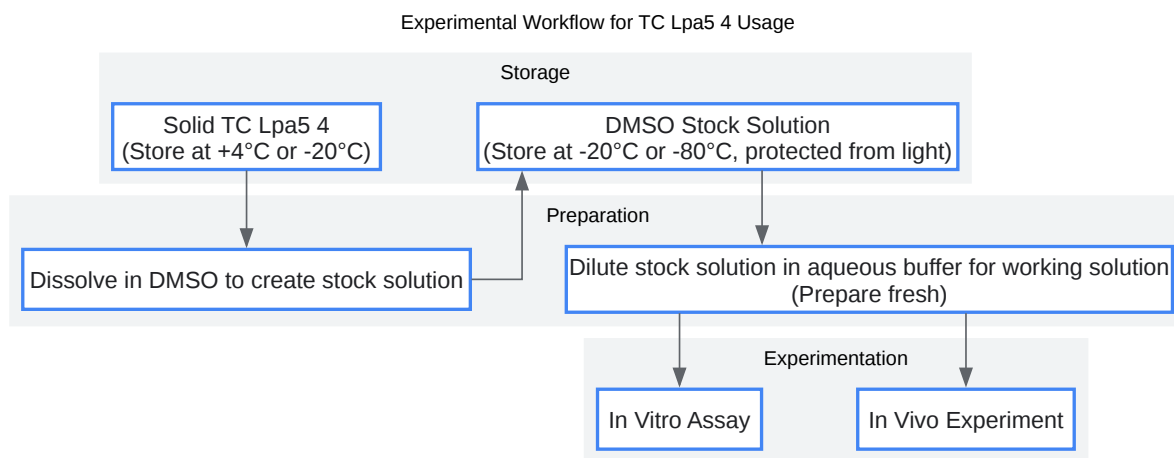 Experimental Workflow for TC Lpa5 4 Usage
Storage
Solid TC Lpa5 4
(Store at +4°C or -20°C)
DMSO Stock Solution
(Store at -20°C or -80°C, protected from light)
Preparation
Dissolve in DMSO to create stock solution
Dilute stock solution in aqueous buffer for working solution
(Prepare fresh)
Experimentation
In Vitro Assay
In Vivo Experiment